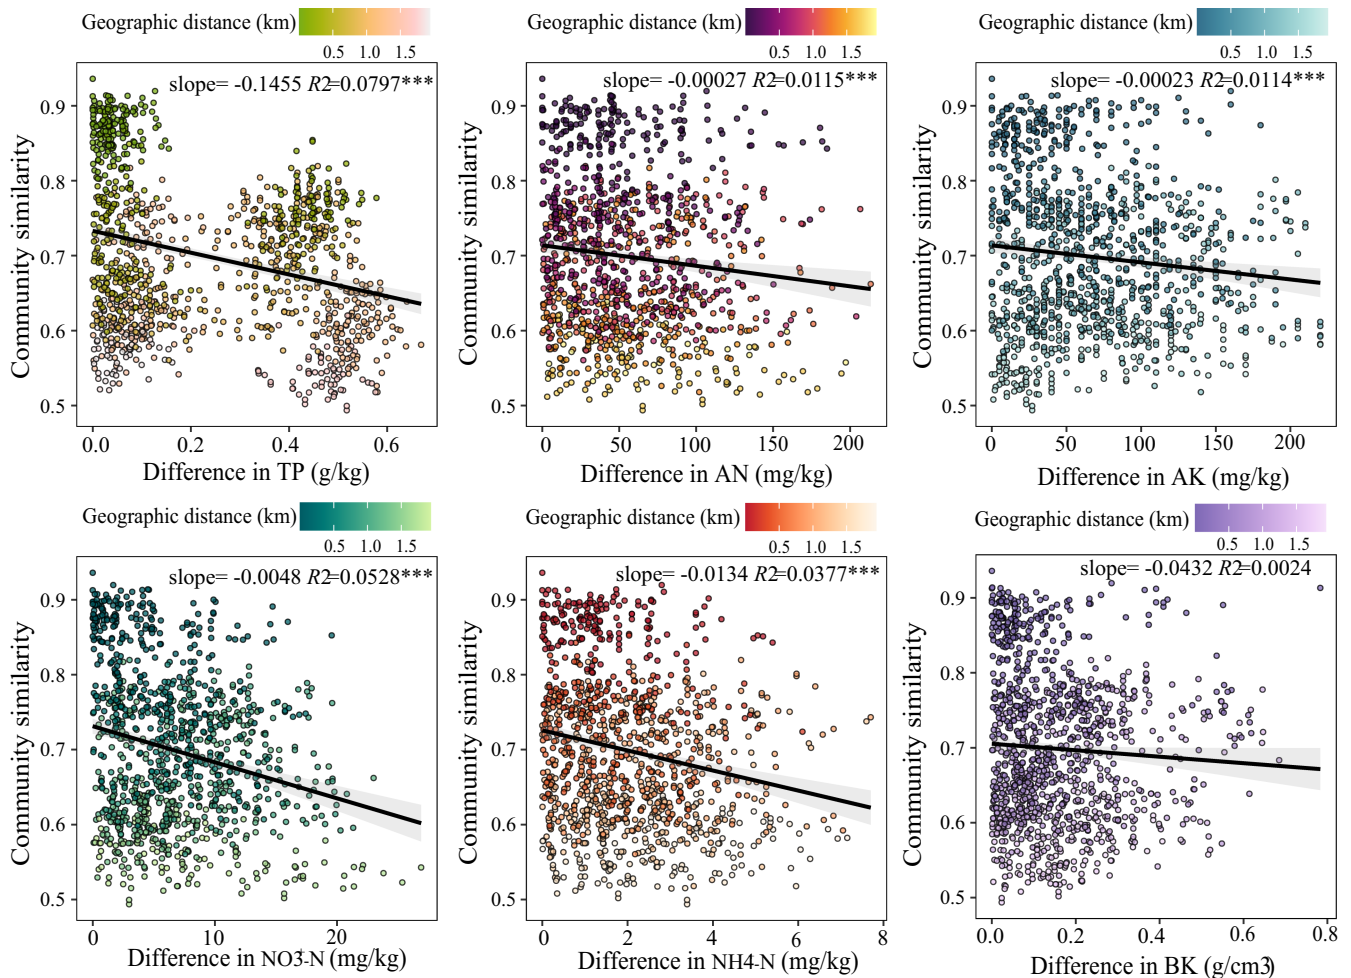 Geographic distance (km)
0.5 1.0 1.5
slope= -0.1455 R2=0.0797***
Community similarity
0.9
0.8
0.7
0.6
0.5
0.0 0.2 0.4 0.6
Difference in TP (g/kg)
Geographic distance (km)
0.5 1.0 1.5
slope= -0.00027 R2=0.0115***
Community similarity
0.9
0.8
0.7
0.6
0.5
0 50 100 150 200
Difference in AN (mg/kg)
Geographic distance (km)
0.5 1.0 1.5
slope= -0.00023 R2=0.0114***
Community similarity
0.9
0.8
0.7
0.6
0.5
0 50 100 150 200
Difference in AK (mg/kg)
Geographic distance (km)
0.5 1.0 1.5
slope= -0.0048 R2=0.0528***
Community similarity
0.9
0.8
0.7
0.6
0.5
0 10 20
Difference in NO3-N (mg/kg)
Geographic distance (km)
0.5 1.0 1.5
slope= -0.0134 R2=0.0377***
Community similarity
0.9
0.8
0.7
0.6
0.5
0 2 4 6 8
Difference in NH4-N (mg/kg)
Geographic distance (km)
0.5 1.0 1.5
slope= -0.0432 R2=0.0024
Community similarity
0.9
0.8
0.7
0.6
0.5
0.0 0.2 0.4 0.6 0.8
Difference in BK (g/cm3)